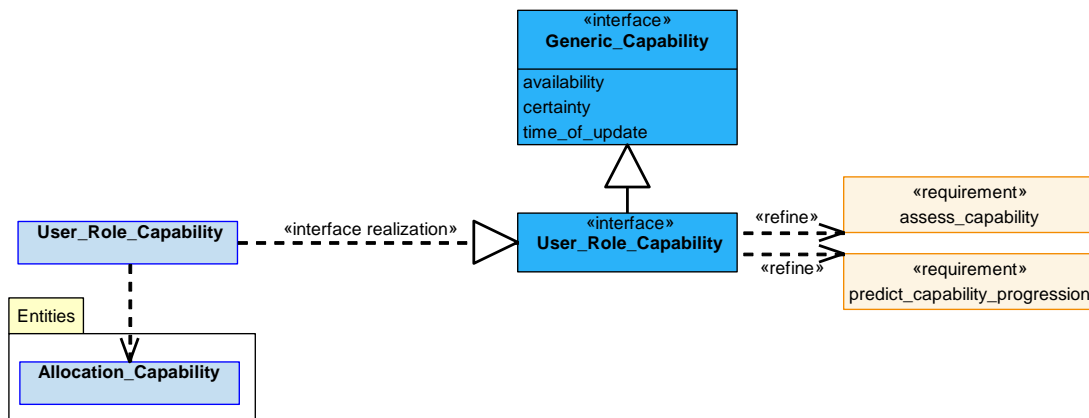 «interface»
Generic_Capability
availability
certainty
time_of_update
User_Role_Capability
«interface realization»
«interface»
User_Role_Capability
«refine»
«refine»
«requirement»
assess_capability
«requirement»
predict_capability_progression
Entities
Allocation_Capability